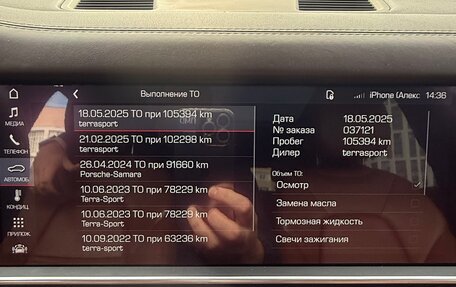 Выполнение ТО
iPhone (Алекс 14:36
МЕДИА
ТЕЛЕФОН
АВТОМОБ.
КОНДИЦ.
ПРИЛОЖ.
18.05.2025 ТО при 105394 km
terrasport
21.02.2025 ТО при 102298 km
terrasport
26.04.2024 ТО при 91660 km
Porsche-Samara
10.06.2023 ТО при 78229 km
Terra-Sport
10.06.2023 ТО при 78229 km
Terra-Sport
10.09.2022 ТО при 63236 km
terra-sport
Дата 18.05.2025
№ заказа 037121
Пробег 105394 km
Дилер terrasport
Объем ТО:
Осмотр
Замена масла
Тормозная жидкость
Свечи зажигания